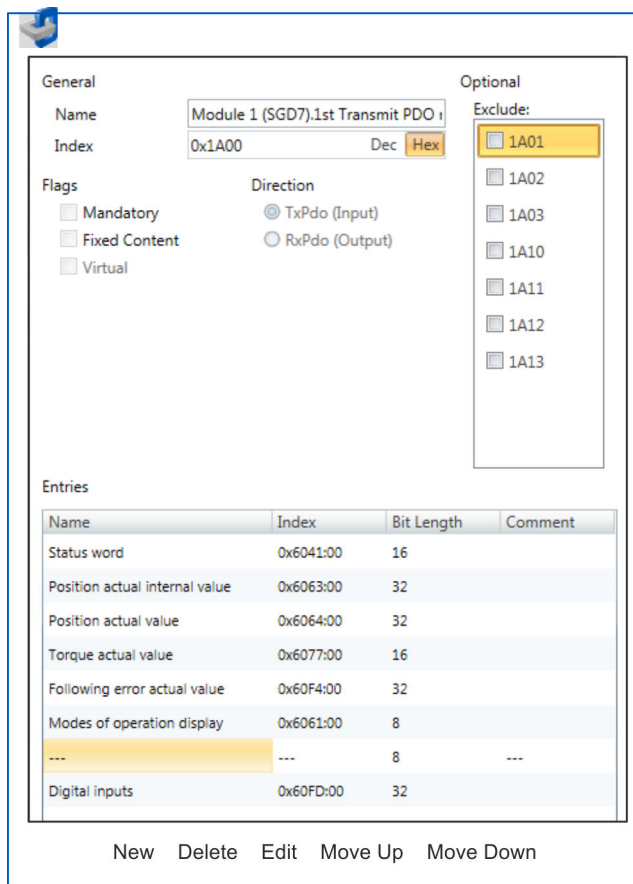 General
Optional
Name Module 1 (SGD7).1st Transmit PDO
Exclude:
Index 0x1A00 Dec Hex
1A01
1A02
1A03
1A10
1A11
1A12
1A13
Flags
Direction
Mandatory
TxPdo (Input)
Fixed Content
RxPdo (Output)
Virtual
Entries
Name Index Bit Length Comment
Status word 0x6041:00 16
Position actual internal value 0x6063:00 32
Position actual value 0x6064:00 32
Torque actual value 0x6077:00 16
Following error actual value 0x60F4:00 32
Modes of operation display 0x6061:00 8
--- --- 8 ---
Digital inputs 0x60FD:00 32
New Delete Edit Move Up Move Down